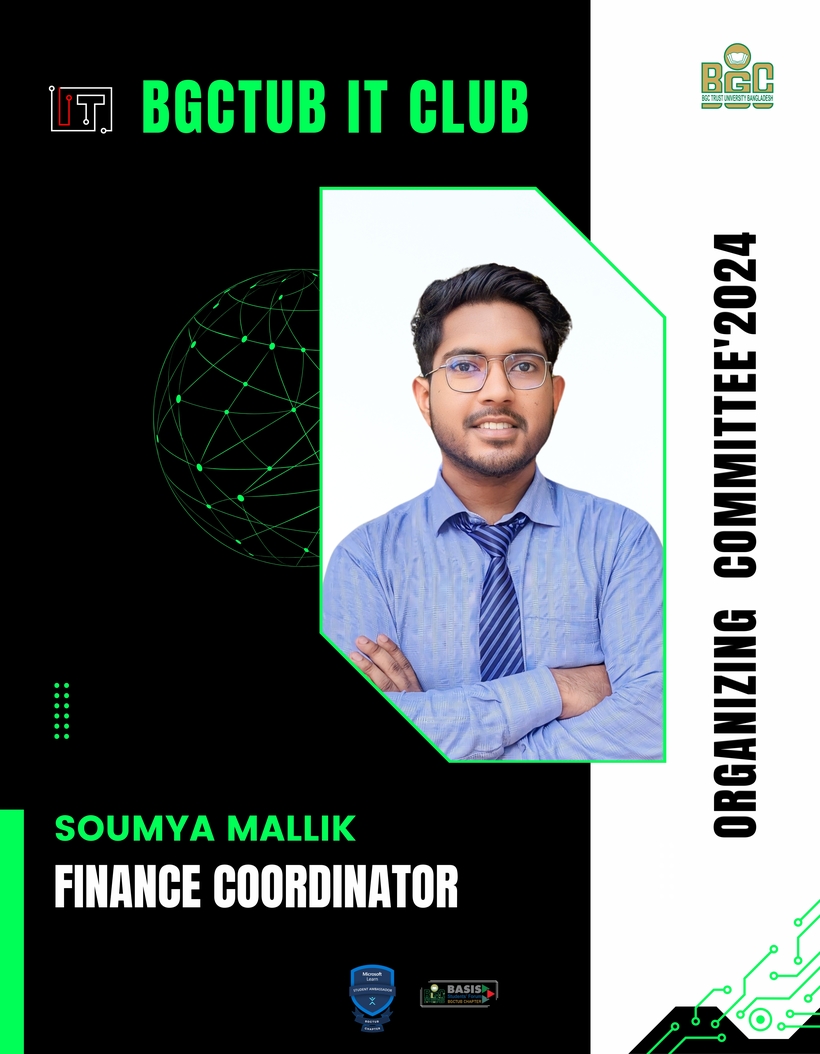 IT
BGCTUB IT CLUB
BGC
BGC TRUST UNIVERSITY BANGLADESH
ORGANIZING COMMITTEE'2024
SOUMYA MALLIK
FINANCE COORDINATOR
Microsoft
Learn
STUDENT AMBASSADOR
BGCTUB
CHAPTER
BASIS
Students' Forum
BGCTUB CHAPTER